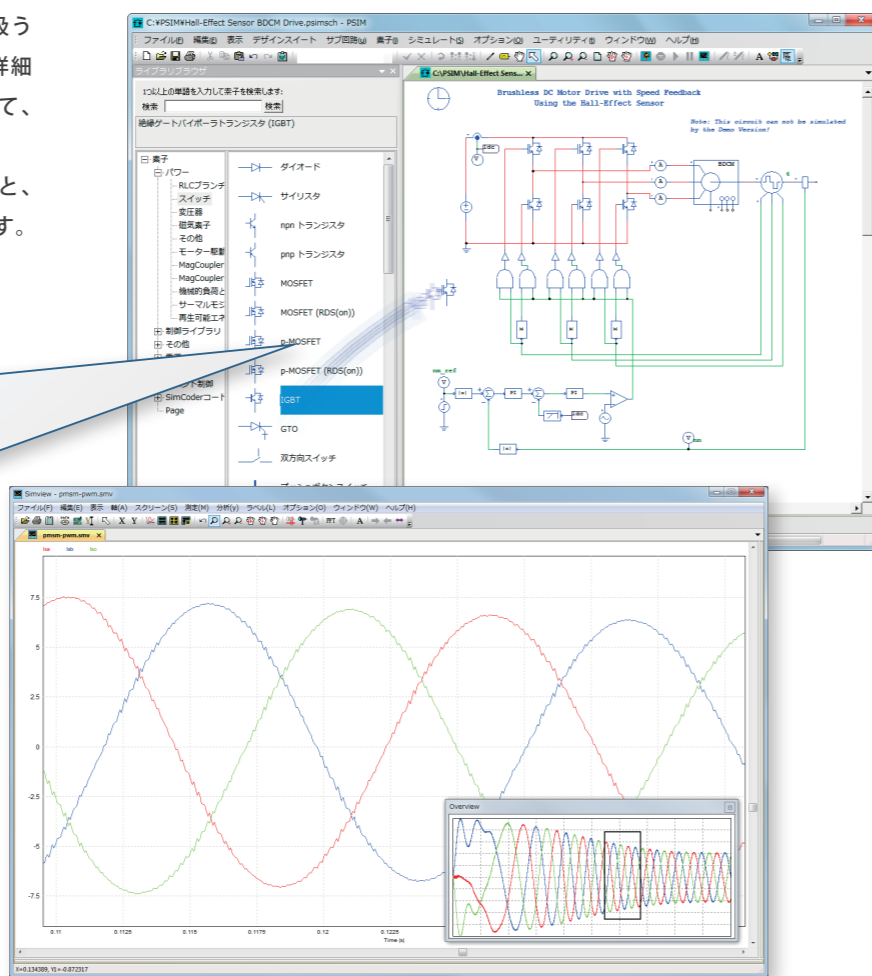 扱う
詳細
て、
と、
す。
C:¥PSIM¥Hall-Effect Sensor BDCM Drive.psimsch - PSIM
ファイル(F) 編集(E) 表示 デザインスイート サブ回路(u) 素子(l) シミュレート(S) オプション(O) ユーティリティ(s) ウィンドウ(W) ヘルプ(H)
ライブラリブラウザ
C:\PSIM\Hall-Effect Sens...
1つ以上の単語を入力して素子を検索します:
検索 検索
絶縁ゲートバイポーラトランジスタ (IGBT)
素子
パワー
RLCブランチ
スイッチ
変圧器
磁気素子
その他
モーター駆動
MagCoupler
MagCoupler
機械的負荷と
サーマルモジ
再生可能エネ
制御ライブラリ
その他
SimCoderコード
Page
ダイオード
サイリスタ
npn トランジスタ
pnp トランジスタ
MOSFET
MOSFET (RDS(on))
p-MOSFET
p-MOSFET (RDS(on))
IGBT
GTO
双方向スイッチ
Brushless DC Motor Drive with Speed Feedback
Using the Hall-Effect Sensor
Note: This circuit can not be simulated
by the Demo Version!
BDCM
nm_ref
PI
PI
nm
Simview - pmsm-pwm.smv
ファイル(F) 編集(E) 表示 軸(A) スクリーン(S) 測定(M) 分析(y) ラベル(L) オプション(O) ウィンドウ(W) ヘルプ(H)
X Y FFT A
pmsm-pwm.smv X
Isa Isb Isc
7.5
5
2.5
0
-2.5
-5
-7.5
0.11 0.1125 0.115 0.1175 0.12 0.1225
Time (s)
Overview
X=0.134389, Y1=-0.872317